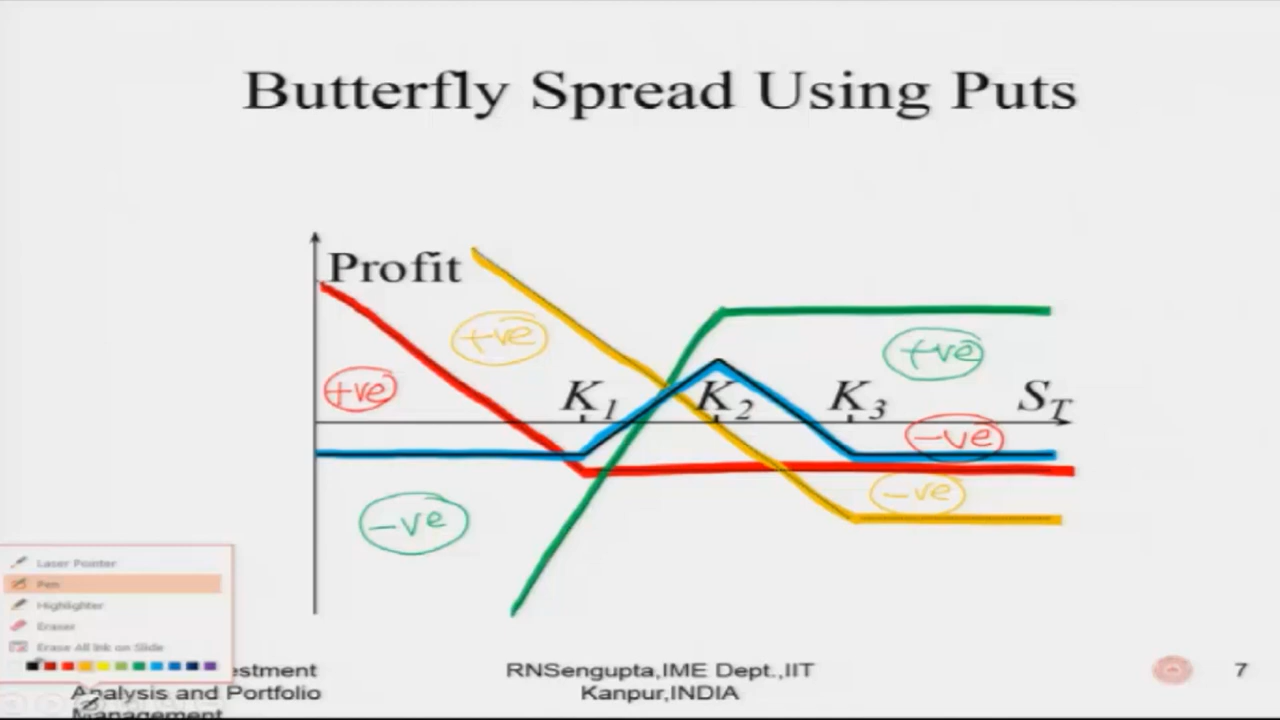 Butterfly Spread Using Puts
Profit
+ve
+ve
+ve
K1 K2 K3 ST
-ve
-ve
-ve
Laser Pointer
Pen
Highlighter
Eraser
Erase All Ink on Slide
estment
Analysis and Portfolio
Management
RNSengupta,IME Dept.,IIT
Kanpur,INDIA
7